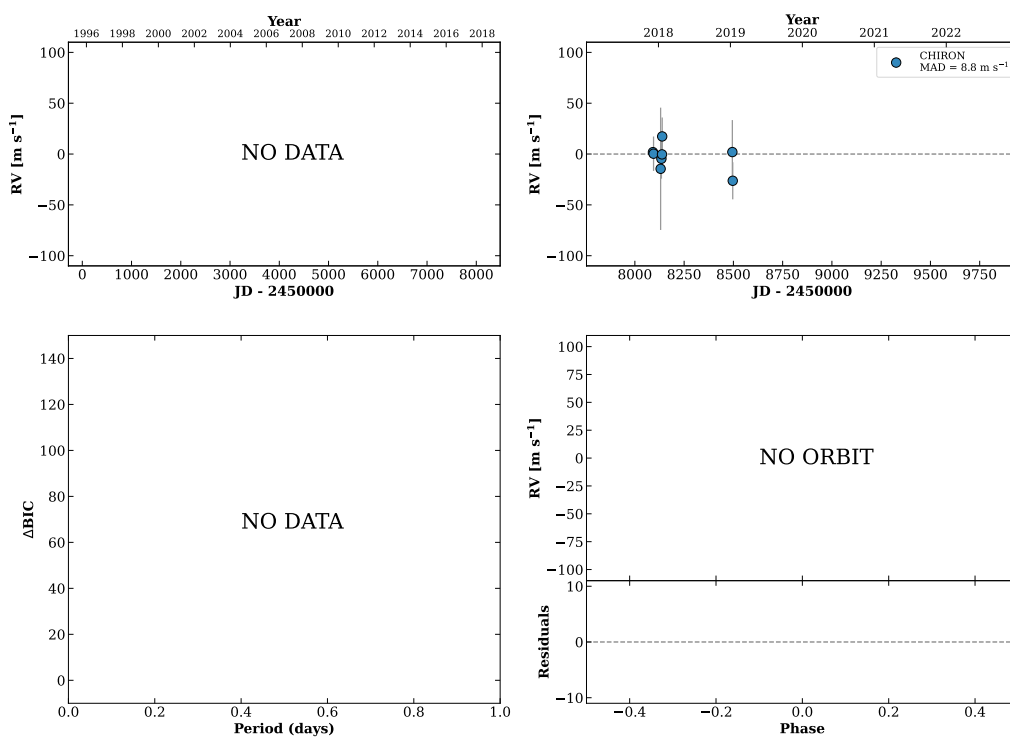 Year
1996 1998 2000 2002 2004 2006 2008 2010 2012 2014 2016 2018
100
50
0
−50
−100
RV [m s⁻¹]
NO DATA
0 1000 2000 3000 4000 5000 6000 7000 8000
JD - 2450000
Year
2018 2019 2020 2021 2022
100
50
0
−50
−100
RV [m s⁻¹]
CHIRON
MAD = 8.8 m s⁻¹
8000 8250 8500 8750 9000 9250 9500 9750
JD - 2450000
140
120
100
80
60
40
20
0
ΔBIC
NO DATA
0.0 0.2 0.4 0.6 0.8 1.0
Period (days)
100
75
50
25
0
−25
−50
−75
−100
RV [m s⁻¹]
NO ORBIT
10
0
−10
Residuals
−0.4 −0.2 0.0 0.2 0.4
Phase